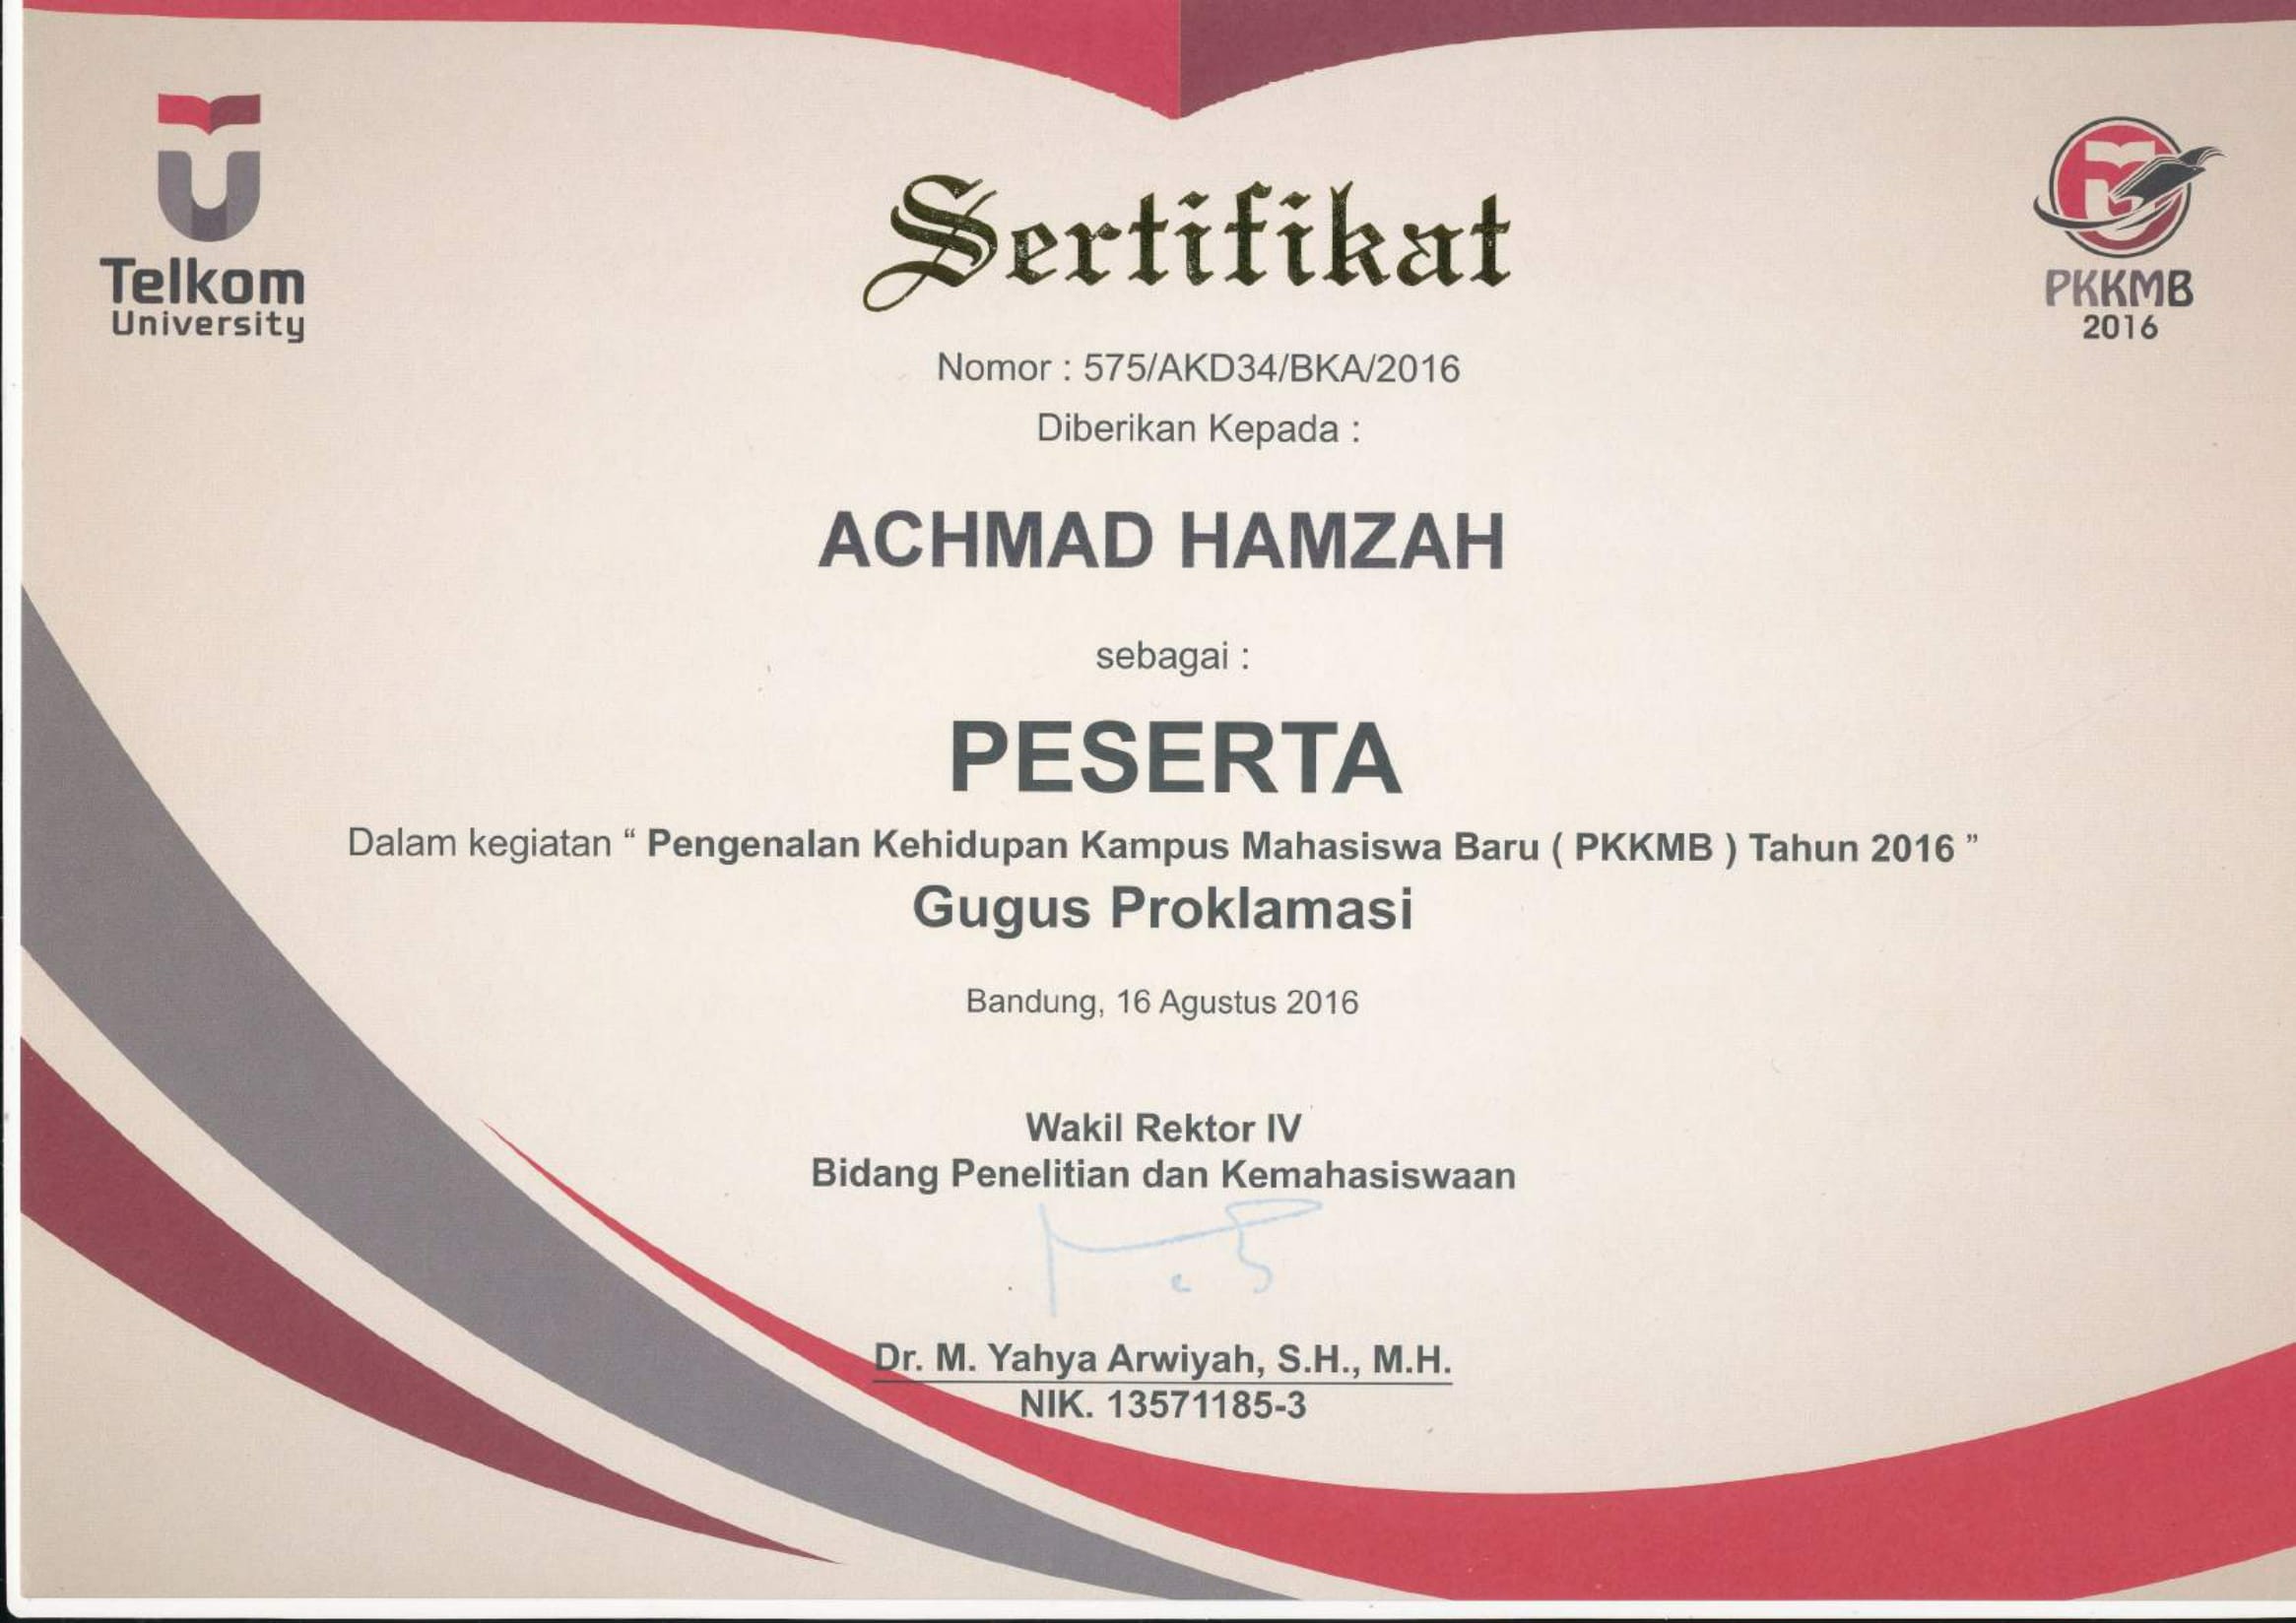 Telkom
University
PKKMB
2016
Sertifikat
Nomor : 575/AKD34/BKA/2016
Diberikan Kepada :
ACHMAD HAMZAH
sebagai :
PESERTA
Dalam kegiatan “ Pengenalan Kehidupan Kampus Mahasiswa Baru ( PKKMB ) Tahun 2016 ”
Gugus Proklamasi
Bandung, 16 Agustus 2016
Wakil Rektor IV
Bidang Penelitian dan Kemahasiswaan
Dr. M. Yahya Arwiyah, S.H., M.H.
NIK. 13571185-3